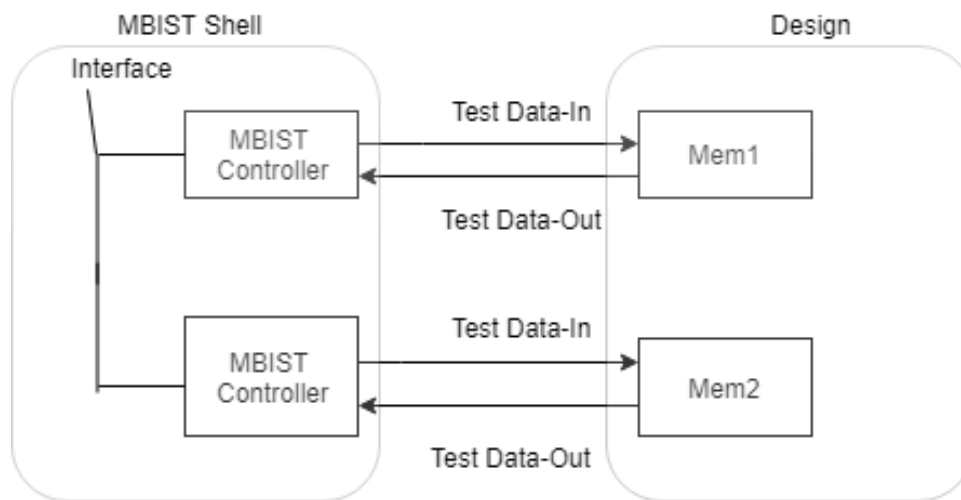 MBIST Shell
Design
Interface
Test Data-In
MBIST
Controller
Mem1
Test Data-Out
Test Data-In
MBIST
Controller
Mem2
Test Data-Out